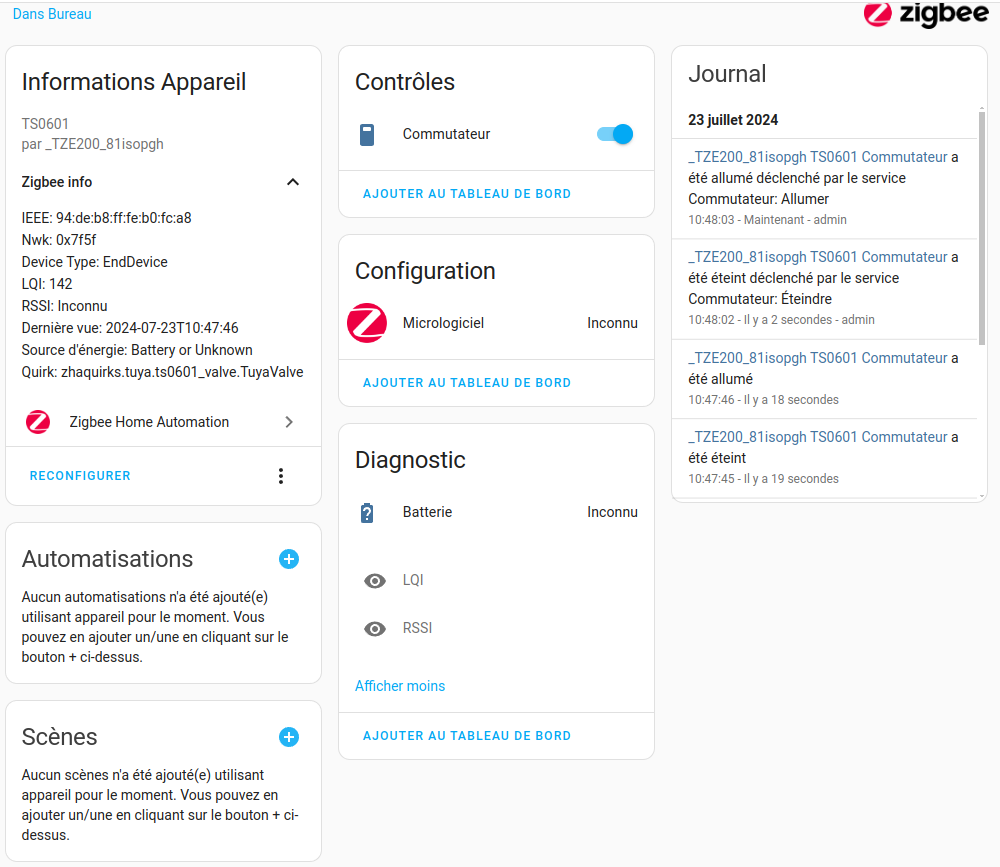 Dans Bureau
zigbee
Informations Appareil
TS0601
par _TZE200_81isopgh
Zigbee info
IEEE: 94:de:b8:ff:fe:b0:fc:a8
Nwk: 0x7f5f
Device Type: EndDevice
LQI: 142
RSSI: Inconnu
Dernière vue: 2024-07-23T10:47:46
Source d'énergie: Battery or Unknown
Quirk: zhaquirks.tuya.ts0601_valve.TuyaValve
Zigbee Home Automation
RECONFIGURER
Automatisations
Aucun automatisations n'a été ajouté(e)
utilisant appareil pour le moment. Vous
pouvez en ajouter un/une en cliquant sur le
bouton + ci-dessus.
Scènes
Aucun scènes n'a été ajouté(e) utilisant
appareil pour le moment. Vous pouvez en
ajouter un/une en cliquant sur le bouton + ci-
dessus.
Contrôles
Commutateur
AJOUTER AU TABLEAU DE BORD
Configuration
Micrologiciel Inconnu
AJOUTER AU TABLEAU DE BORD
Diagnostic
Batterie Inconnu
LQI
RSSI
Afficher moins
AJOUTER AU TABLEAU DE BORD
Journal
23 juillet 2024
_TZE200_81isopgh TS0601 Commutateur a
été allumé déclenché par le service
Commutateur: Allumer
10:48:03 - Maintenant - admin
_TZE200_81isopgh TS0601 Commutateur a
été éteint déclenché par le service
Commutateur: Éteindre
10:48:02 - Il y a 2 secondes - admin
_TZE200_81isopgh TS0601 Commutateur a
été allumé
10:47:46 - Il y a 18 secondes
_TZE200_81isopgh TS0601 Commutateur a
été éteint
10:47:45 - Il y a 19 secondes